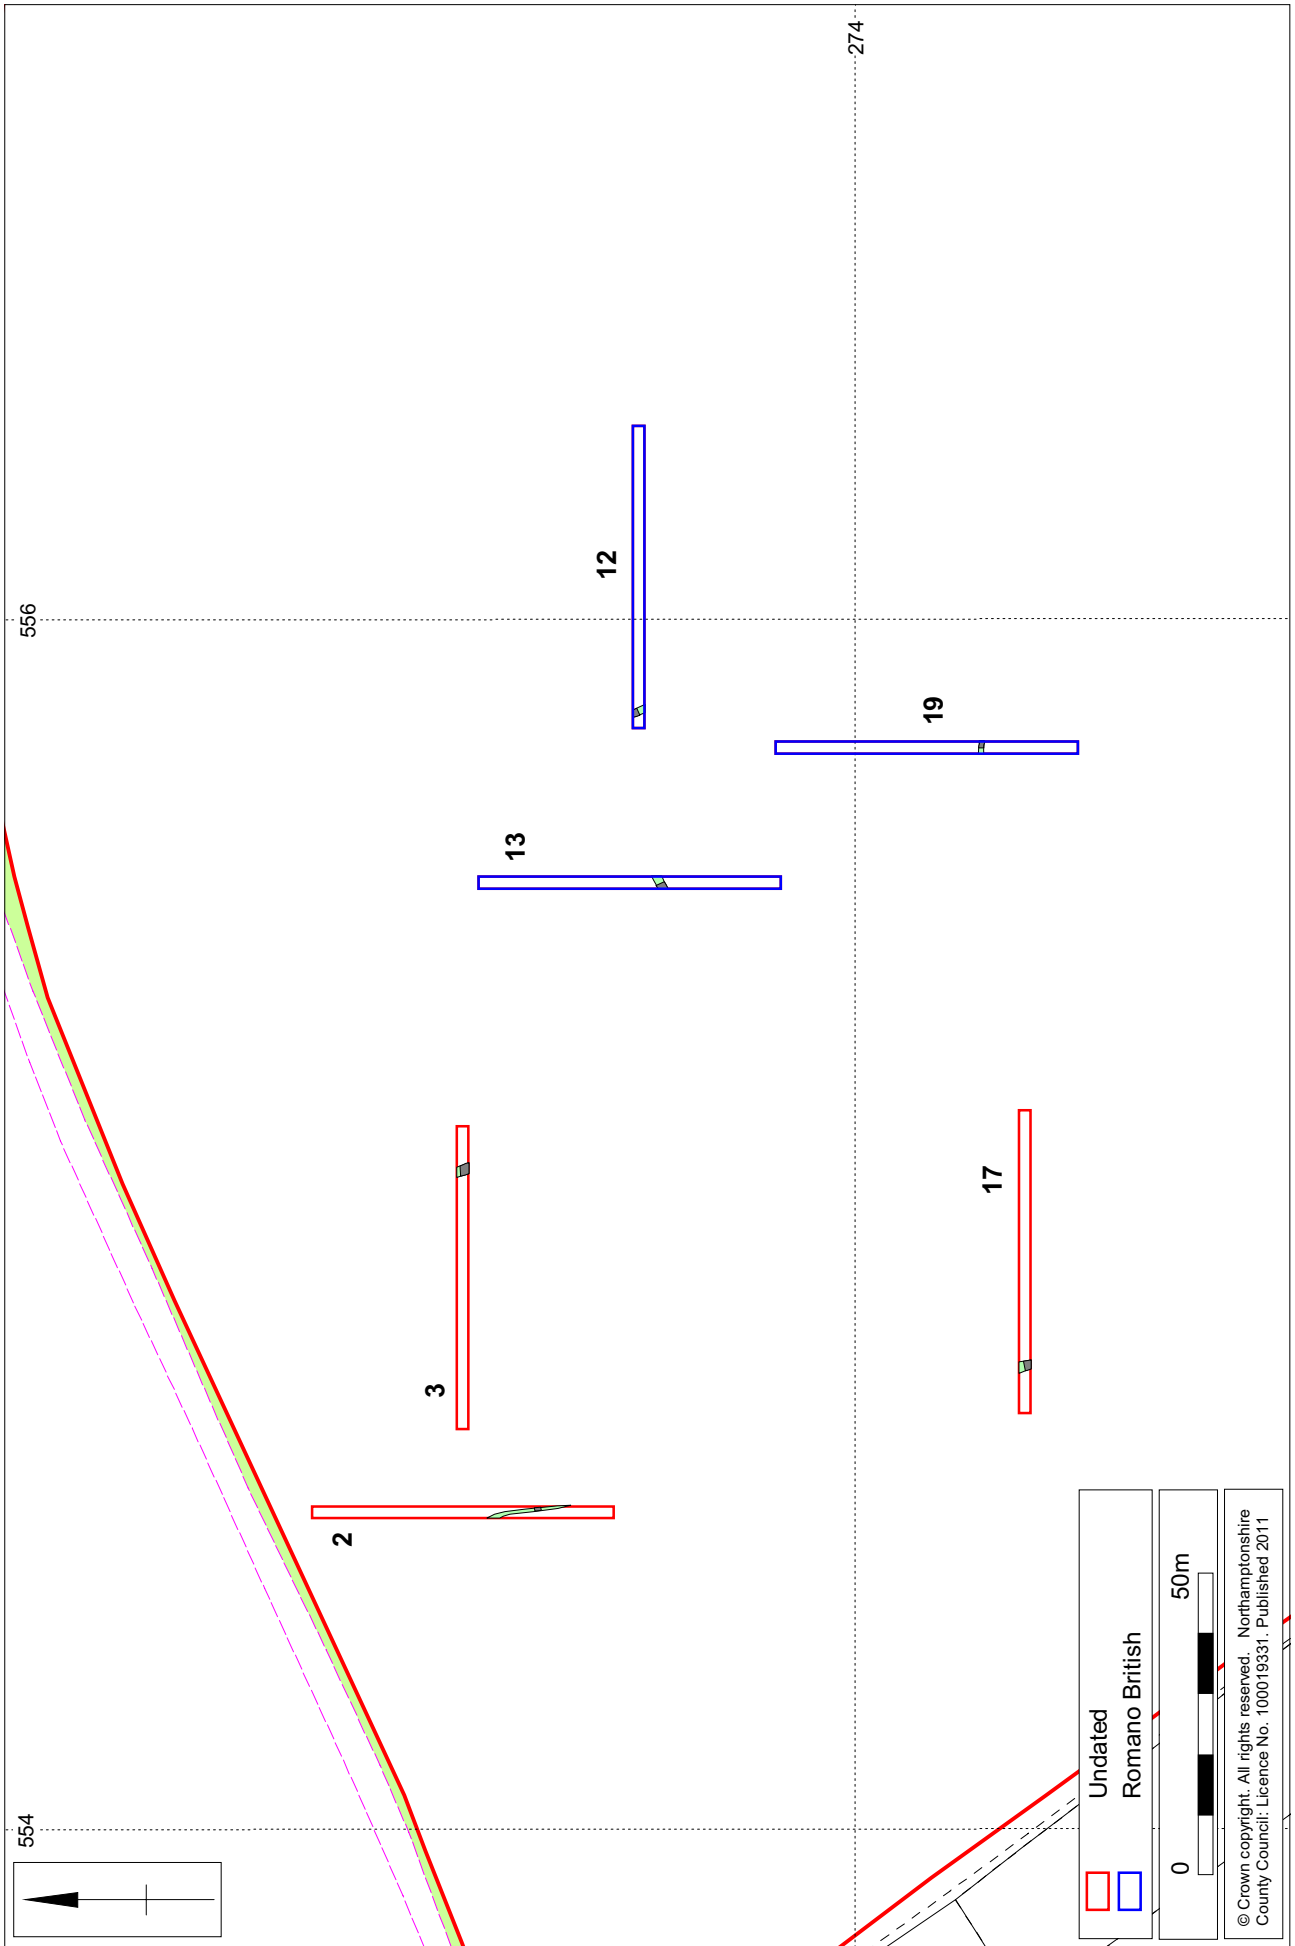 554
556
274
2
3
13
12
19
17
Undated
Romano British
0 50m
© Crown copyright. All rights reserved. Northamptonshire
County Council: Licence No. 100019331. Published 2011